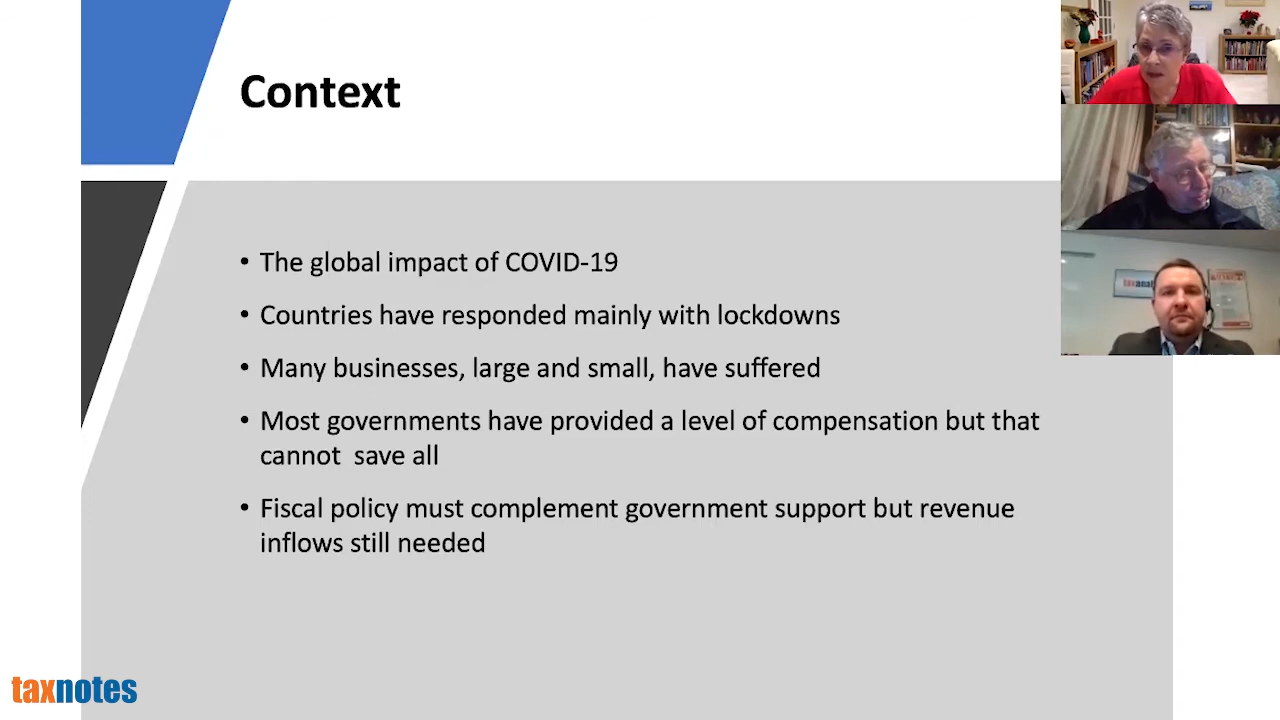 Context
• The global impact of COVID-19
• Countries have responded mainly with lockdowns
• Many businesses, large and small, have suffered
• Most governments have provided a level of compensation but that
cannot  save all
• Fiscal policy must complement government support but revenue
inflows still needed
taxanal
taxnotes